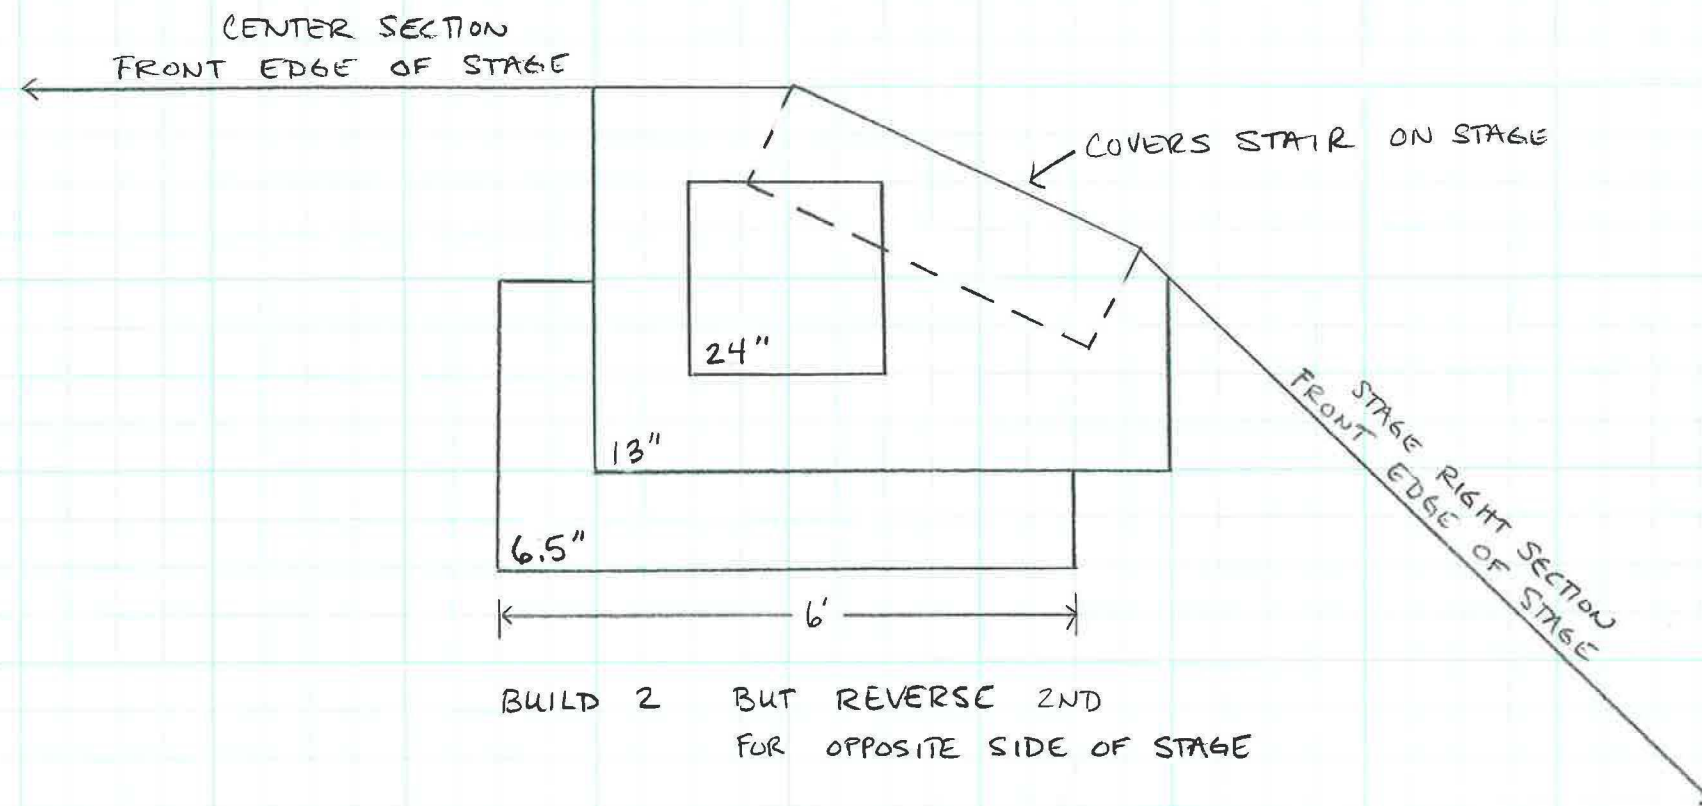 CENTER SECTION
FRONT EDGE OF STAGE
COVERS STAIR ON STAGE
24"
13"
6.5"
STAGE RIGHT SECTION
FRONT EDGE OF STAGE
6'
BUILD 2 BUT REVERSE 2ND
FOR OPPOSITE SIDE OF STAGE